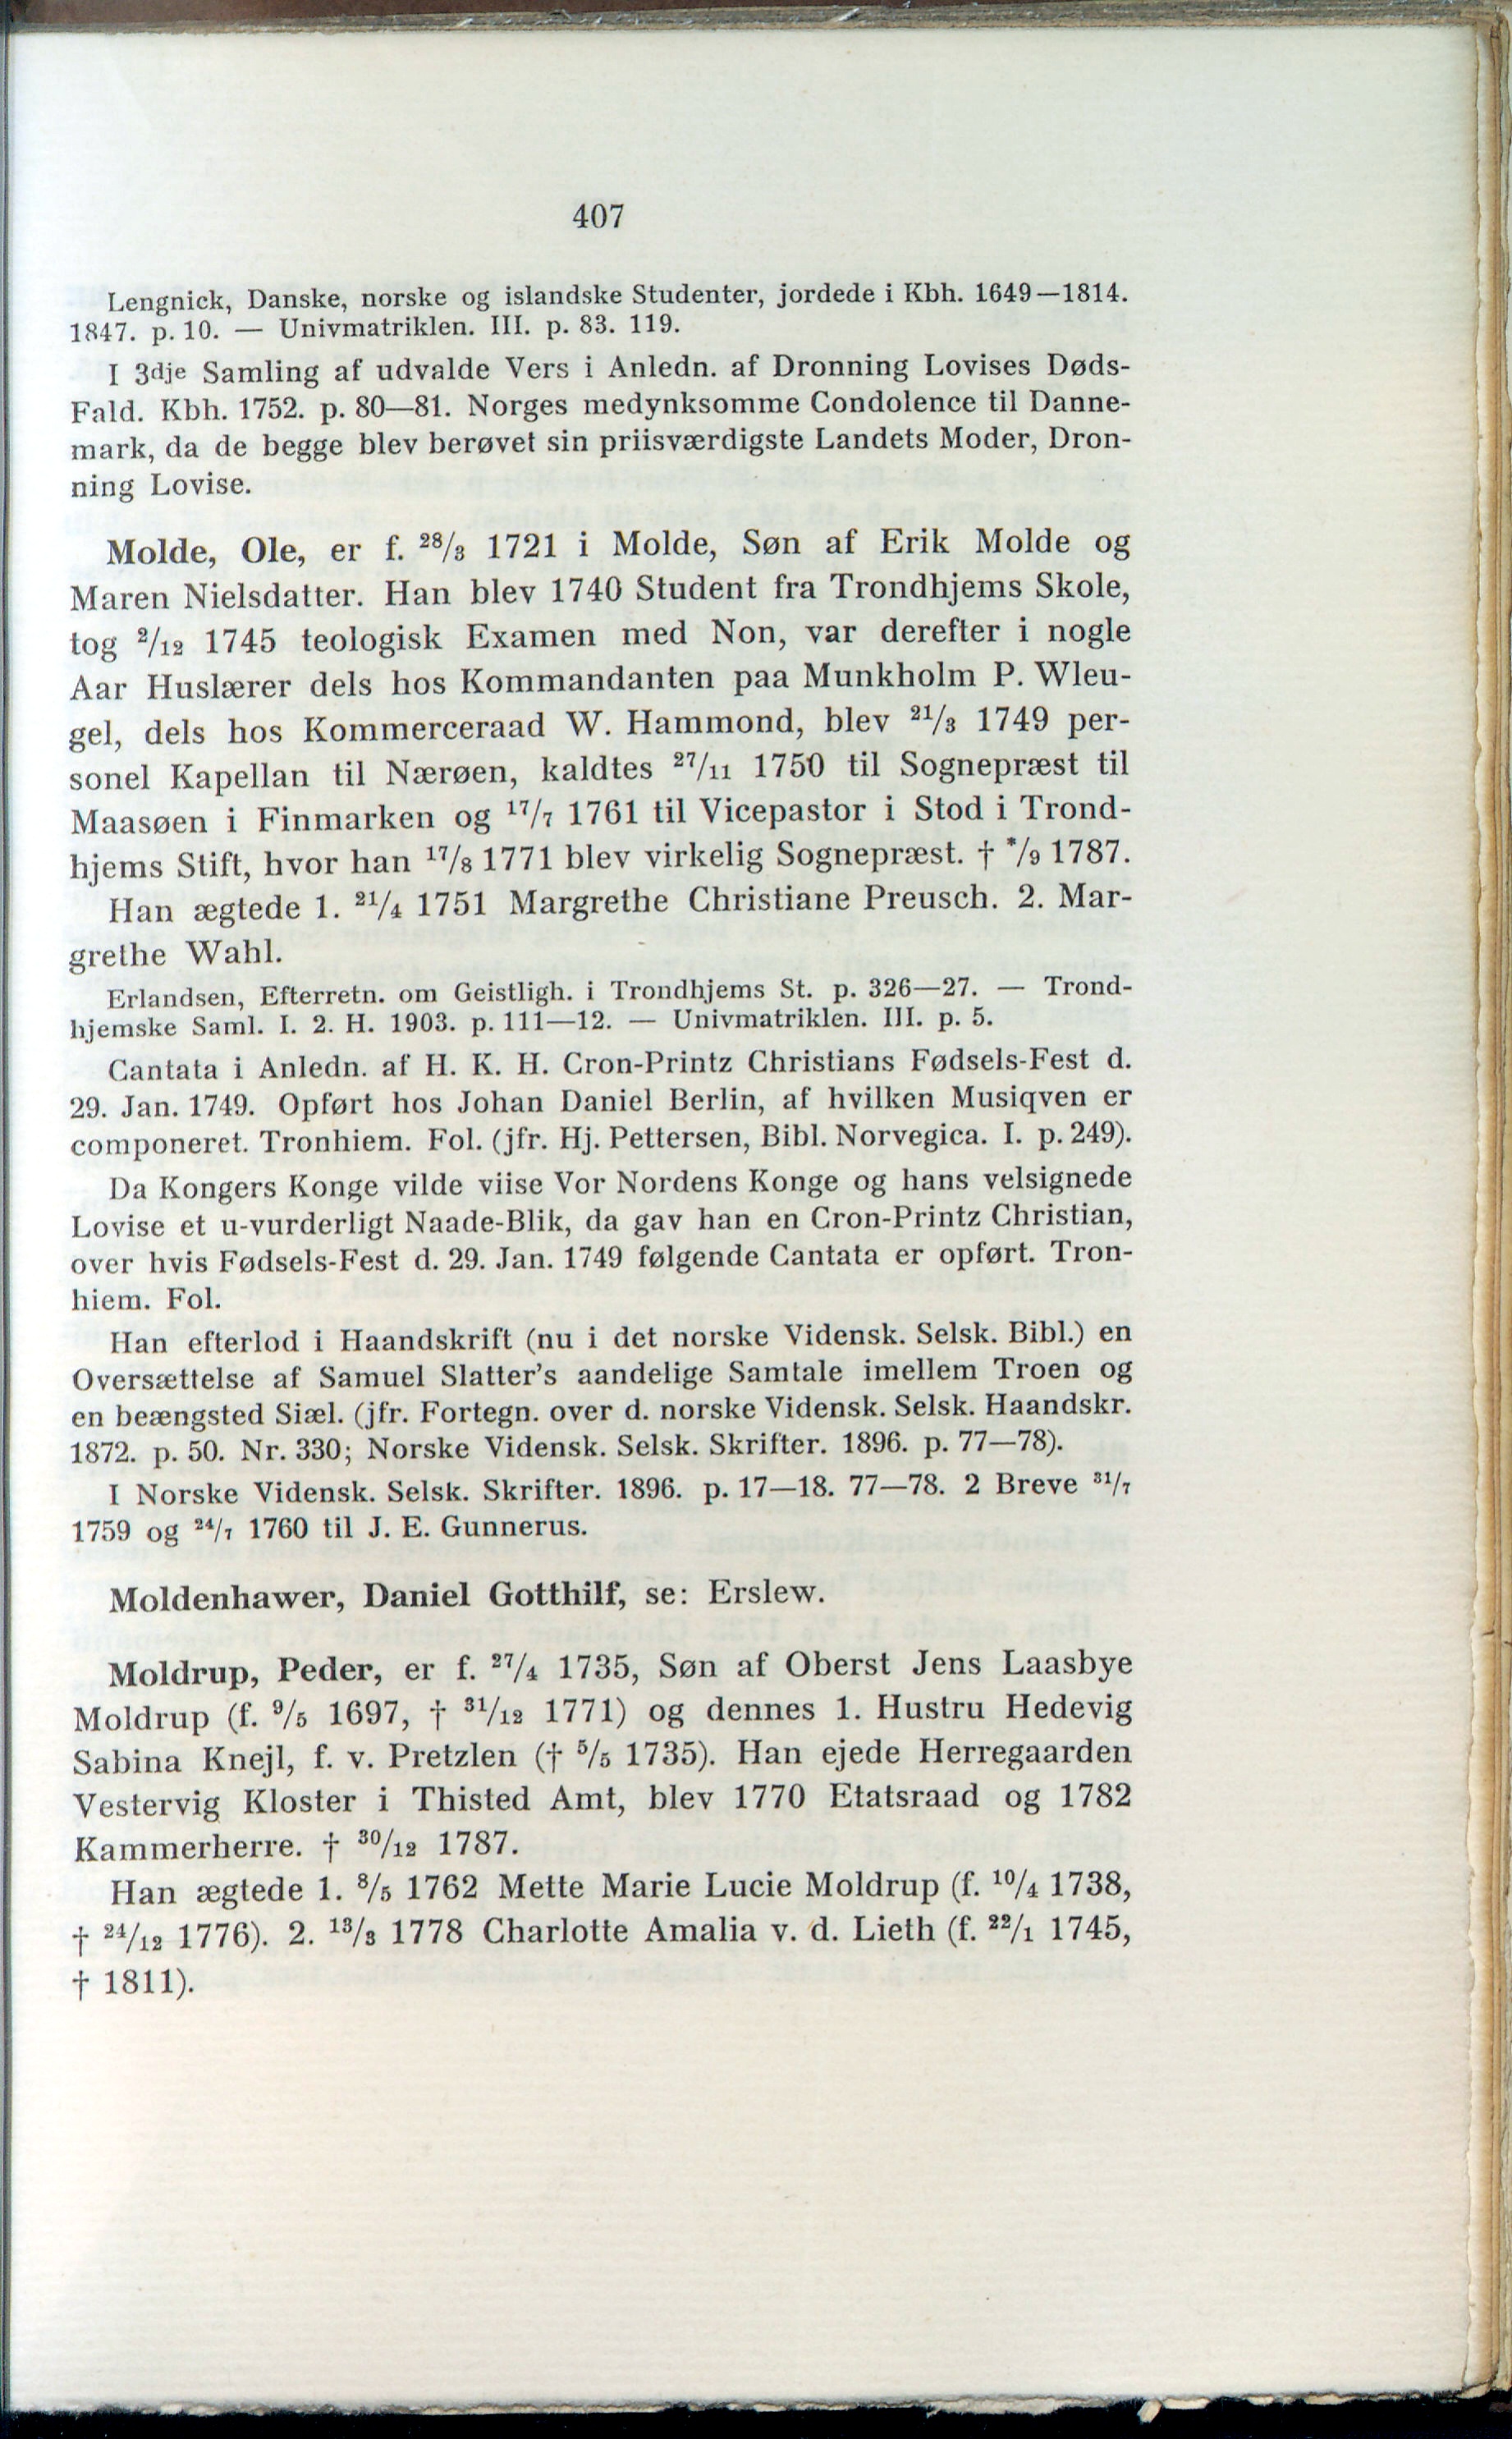 407
Lengnick, Danske, norske og islandske Studenter, jordede i Kbh. 1649—1814.
1847. p. 10. — Univmatriklen. III. p. 83. 119.
I 3dje Samling af udvalde Vers i Anledn. af Dronning Lovises Døds-
Fald. Kbh. 1752. p. 80—81. Norges medynksomme Condolence til Danne-
mark, da de begge blev berøvet sin priisværdigste Landets Moder, Dron-
ning Lovise.
Molde, Ole, er f. 28/3 1721 i Molde, Søn af Erik Molde og
Maren Nielsdatter. Han blev 1740 Student fra Trondhjems Skole,
tog 2/12 1745 teologisk Examen med Non, var derefter i nogle
Aar Huslærer dels hos Kommandanten paa Munkholm P. Wleu-
gel, dels hos Kommerceraad W. Hammond, blev 21/3 1749 per-
sonel Kapellan til Nærøen, kaldtes 27/11 1750 til Sognepræst til
Maasøen i Finmarken og 17/7 1761 til Vicepastor i Stod i Trond-
hjems Stift, hvor han 17/8 1771 blev virkelig Sognepræst. † */9 1787.
Han ægtede 1. 21/4 1751 Margrethe Christiane Preusch. 2. Mar-
grethe Wahl.
Erlandsen, Efterretn. om Geistligh. i Trondhjems St. p. 326—27. — Trond-
hjemske Saml. I. 2. H. 1903. p. 111—12. — Univmatriklen. III. p. 5.
Cantata i Anledn. af H. K. H. Cron-Printz Christians Fødsels-Fest d.
29. Jan. 1749. Opført hos Johan Daniel Berlin, af hvilken Musiqven er
componeret. Tronhiem. Fol. (jfr. Hj. Pettersen, Bibl. Norvegica. I. p. 249).
Da Kongers Konge vilde viise Vor Nordens Konge og hans velsignede
Lovise et u-vurderligt Naade-Blik, da gav han en Cron-Printz Christian,
over hvis Fødsels-Fest d. 29. Jan. 1749 følgende Cantata er opført. Tron-
hiem. Fol.
Han efterlod i Haandskrift (nu i det norske Vidensk. Selsk. Bibl.) en
Oversættelse af Samuel Slatter's aandelige Samtale imellem Troen og
en beængsted Siæl. (jfr. Fortegn. over d. norske Vidensk. Selsk. Haandskr.
1872. p. 50. Nr. 330; Norske Vidensk. Selsk. Skrifter. 1896. p. 77—78).
I Norske Vidensk. Selsk. Skrifter. 1896. p. 17—18. 77—78. 2 Breve 31/7
1759 og 24/7 1760 til J. E. Gunnerus.
Moldenhawer, Daniel Gotthilf, se: Erslew.
Moldrup, Peder, er f. 27/4 1735, Søn af Oberst Jens Laasbye
Moldrup (f. 9/5 1697, † 31/12 1771) og dennes 1. Hustru Hedevig
Sabina Knejl, f. v. Pretzlen († 5/5 1735). Han ejede Herregaarden
Vestervig Kloster i Thisted Amt, blev 1770 Etatsraad og 1782
Kammerherre. † 30/12 1787.
Han ægtede 1. 8/5 1762 Mette Marie Lucie Moldrup (f. 10/4 1738,
† 24/12 1776). 2. 13/3 1778 Charlotte Amalia v. d. Lieth (f. 22/1 1745,
† 1811).